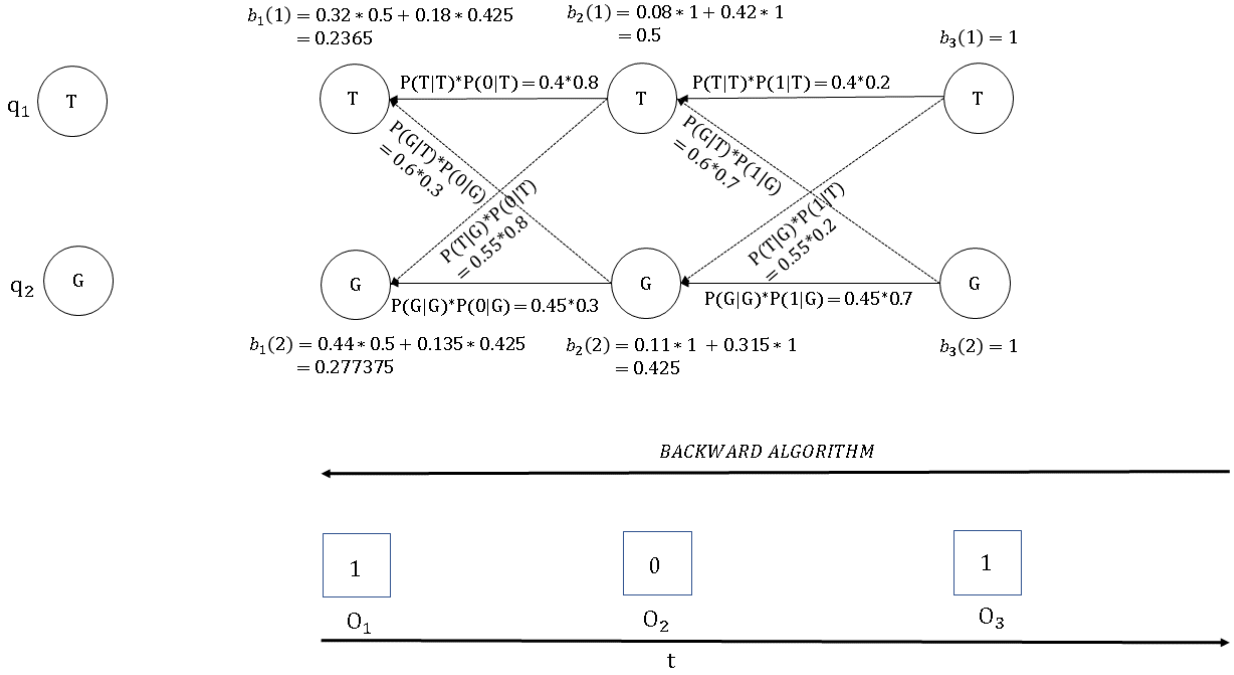 b₁(1) = 0.32 * 0.5 + 0.18 * 0.425
= 0.2365
b₂(1) = 0.08 * 1 + 0.42 * 1
= 0.5
b₃(1) = 1
q₁
T
T
P(T|T)*P(0|T) = 0.4*0.8
T
P(T|T)*P(1|T) = 0.4*0.2
T
P(G|T)*P(0|G)
= 0.6*0.3
P(T|G)*P(0|T)
= 0.55*0.8
P(G|T)*P(1|G)
= 0.6*0.7
P(T|G)*P(1|T)
= 0.55*0.2
q₂
G
G
P(G|G)*P(0|G) = 0.45*0.3
G
P(G|G)*P(1|G) = 0.45*0.7
G
b₁(2) = 0.44 * 0.5 + 0.135 * 0.425
= 0.277375
b₂(2) = 0.11 * 1 + 0.315 * 1
= 0.425
b₃(2) = 1
BACKWARD ALGORITHM
1
0
1
O₁
O₂
O₃
t